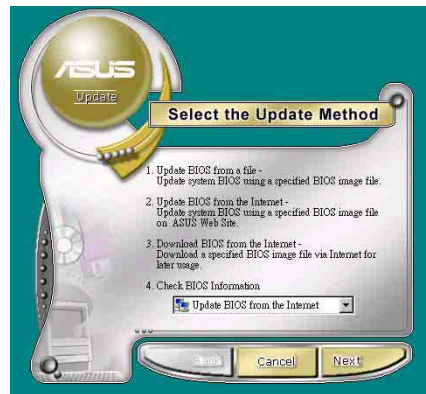 ASUS
Update
Select the Update Method
1. Update BIOS from a file -
Update system BIOS using a specified BIOS image file.
2. Update BIOS from the Internet -
Update system BIOS using a specified BIOS image file
on ASUS Web Site.
3. Download BIOS from the Internet -
Download a specified BIOS image file via Internet for
later usage.
4. Check BIOS Information
Update BIOS from the Internet
Back Cancel Next